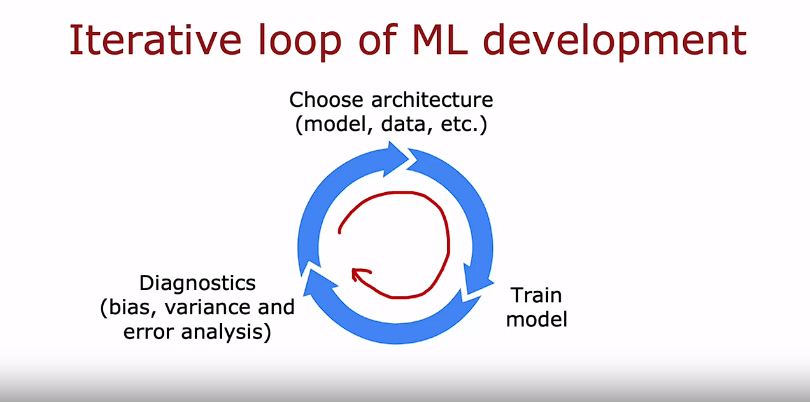 Iterative loop of ML development
Choose architecture
(model, data, etc.)
Diagnostics
(bias, variance and
error analysis)
Train
model